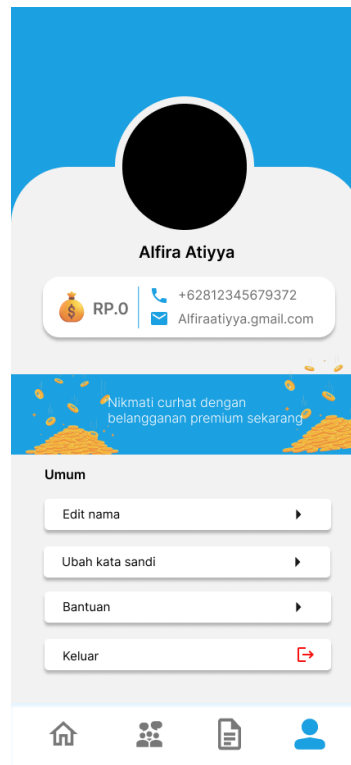 Alfira Atiyya
RP.0
+62812345679372
Alfiraatiyya.gmail.com
Nikmati curhat dengan
belangganan premium sekarang
Umum
Edit nama
Ubah kata sandi
Bantuan
Keluar